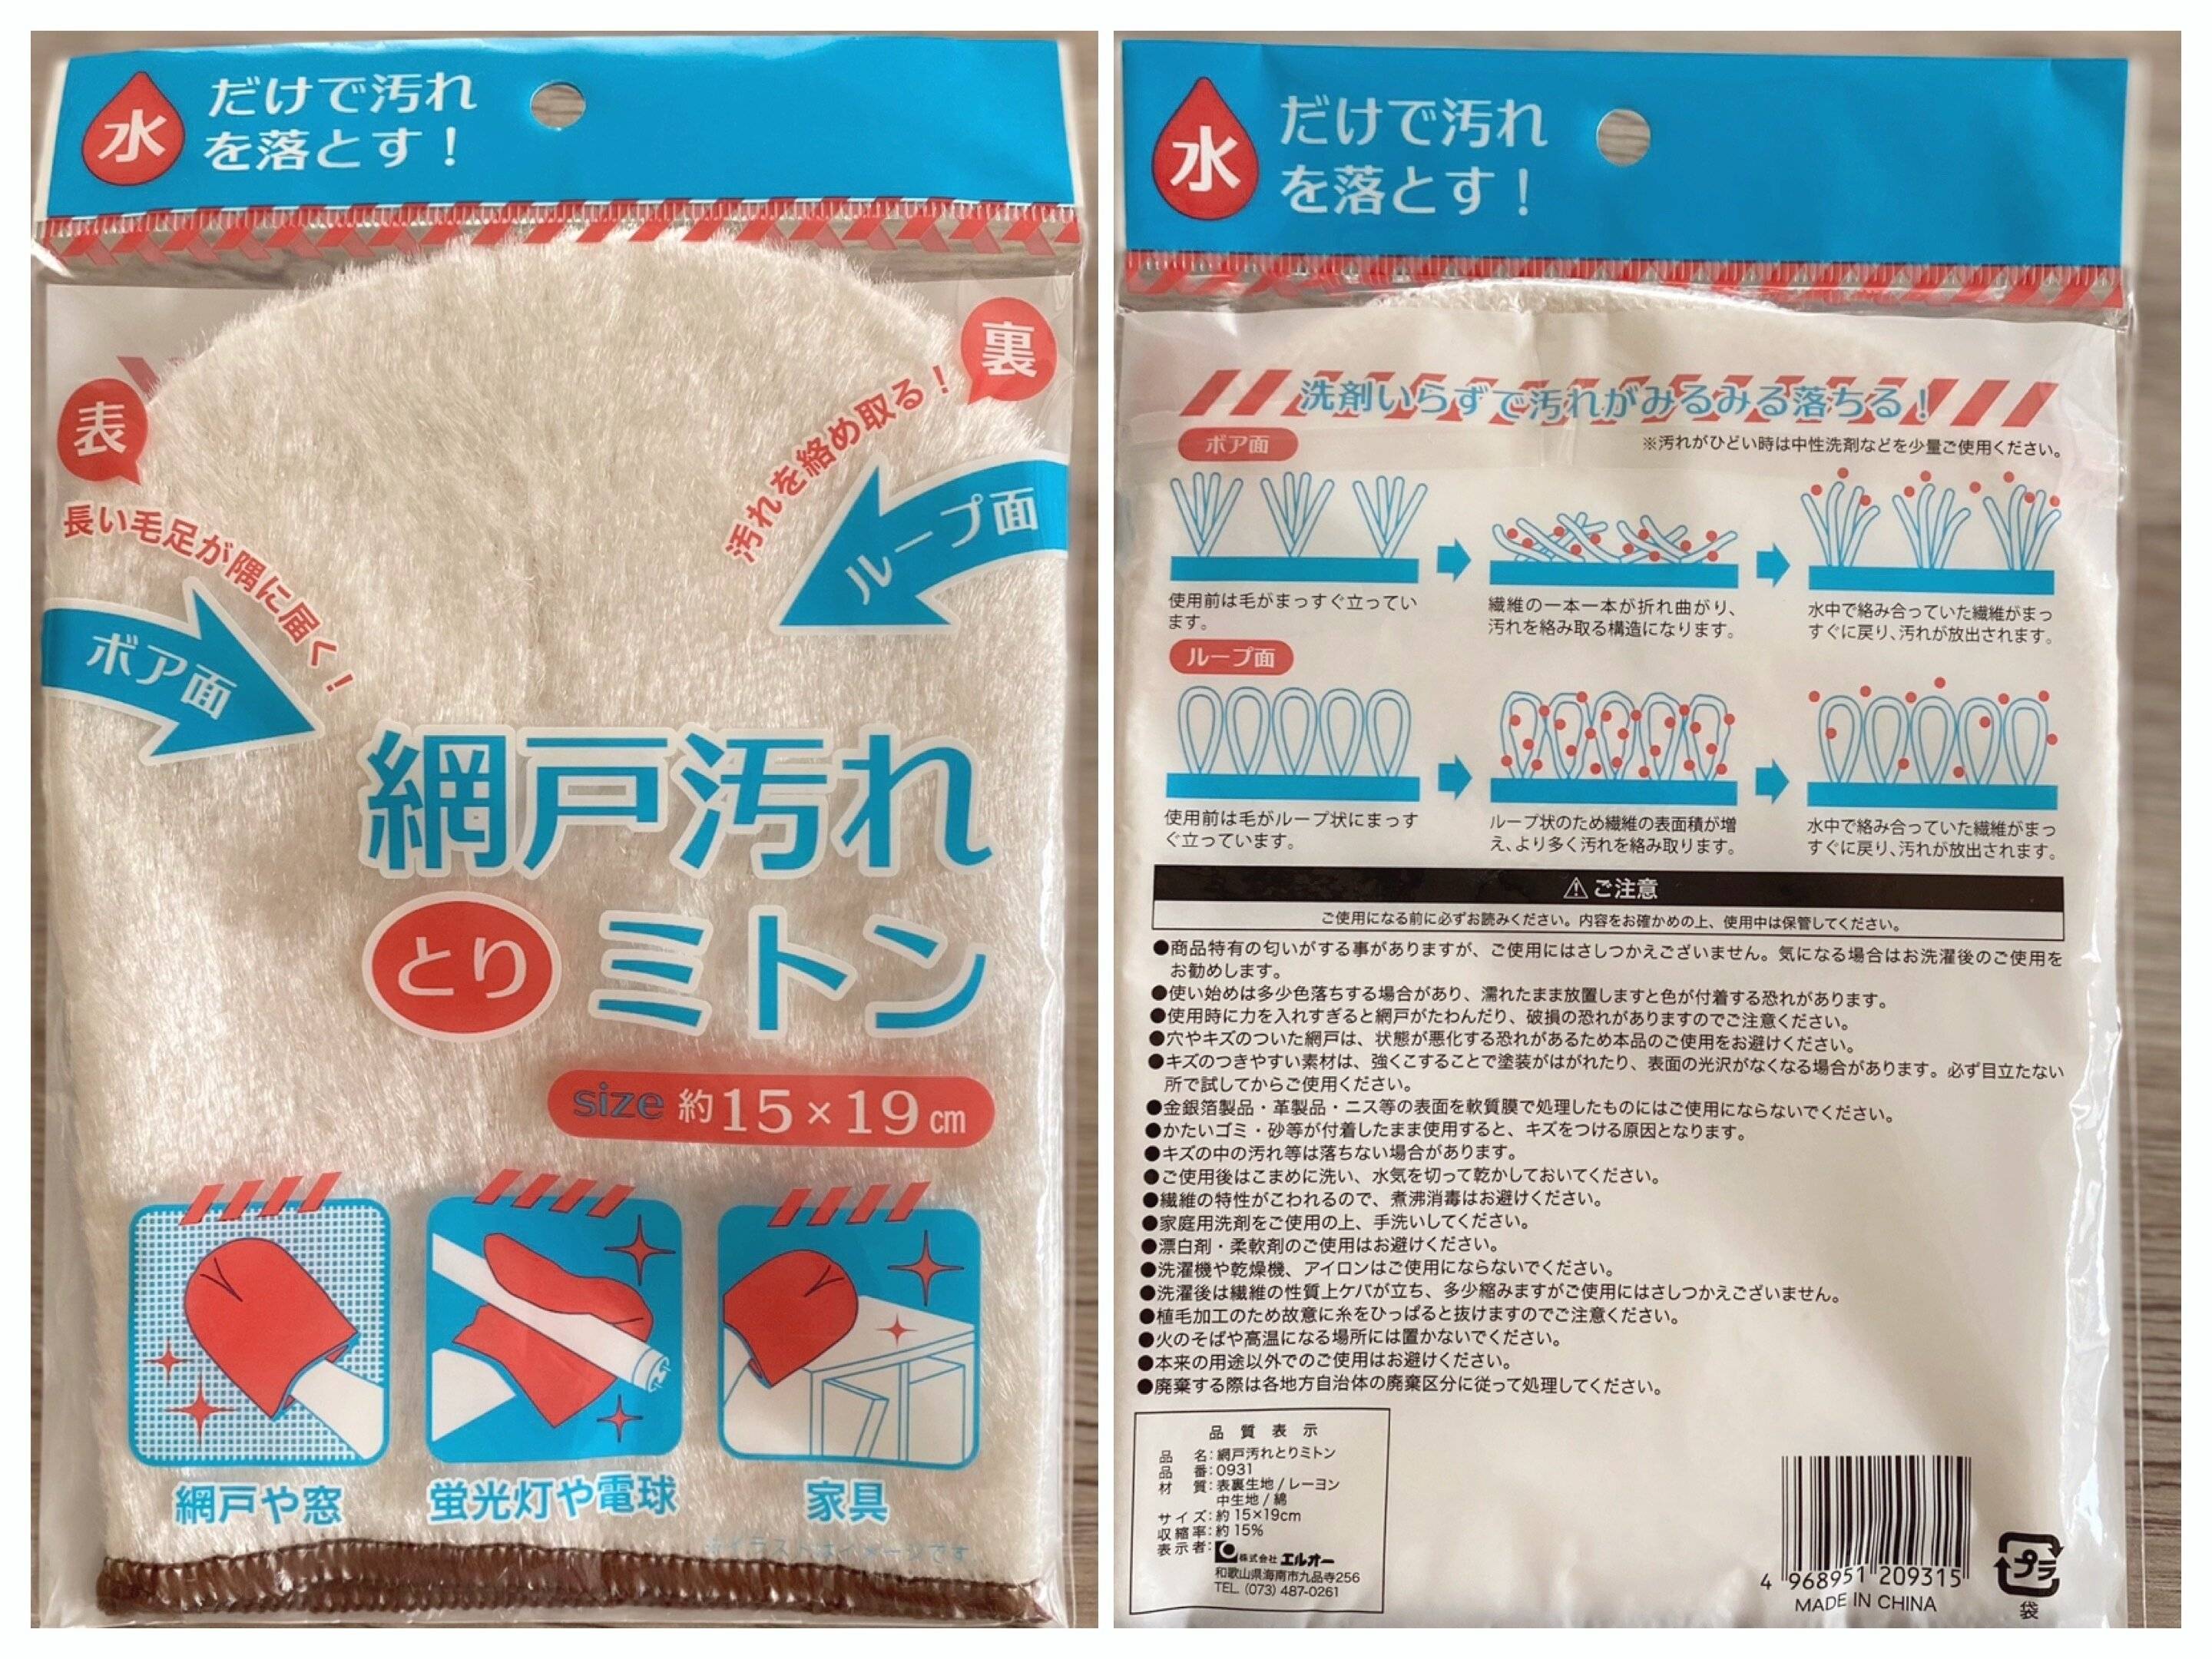 水
だけで汚れ
を落とす！
表
長い毛足が隅に届く！
ボア面
裏
汚れを絡め取る！
ループ面
網戸汚れ
とり ミトン
size 約15×19cm
網戸や窓
蛍光灯や電球
家具
※イラストはイメージです
水
だけで汚れ
を落とす！
洗剤いらずで汚れがみるみる落ちる！
ボア面
※汚れがひどい時は中性洗剤などを少量ご使用ください。
使用前は毛がまっすぐ立ってい
ます。
繊維の一本一本が折れ曲がり、
汚れを絡み取る構造になります。
水中で絡み合っていた繊維がまっ
すぐに戻り、汚れが放出されます。
ループ面
使用前は毛がループ状にまっす
ぐ立っています。
ループ状のため繊維の表面積が増
え、より多く汚れを絡み取ります。
水中で絡み合っていた繊維がまっ
すぐに戻り、汚れが放出されます。
⚠ご注意
ご使用になる前に必ずお読みください。内容をお確かめの上、使用中は保管してください。
●商品特有の匂いがする事がありますが、ご使用にはさしつかえございません。気になる場合はお洗濯後のご使用を
お勧めします。
●使い始めは多少色落ちする場合があり、濡れたまま放置しますと色が付着する恐れがあります。
●使用時に力を入れすぎると網戸がたわんだり、破損の恐れがありますのでご注意ください。
●穴やキズのついた網戸は、状態が悪化する恐れがあるため本品のご使用をお避けください。
●キズのつきやすい素材は、強くこすることで塗装がはがれたり、表面の光沢がなくなる場合があります。必ず目立たない
所で試してからご使用ください。
●金銀箔製品・革製品・ニス等の表面を軟質膜で処理したものにはご使用にならないでください。
●かたいゴミ・砂等が付着したまま使用すると、キズをつける原因となります。
●キズの中の汚れ等は落ちない場合があります。
●ご使用後はこまめに洗い、水気を切って乾かしておいてください。
●繊維の特性がこわれるので、煮沸消毒はお避けください。
●家庭用洗剤をご使用の上、手洗いしてください。
●漂白剤・柔軟剤のご使用はお避けください。
●洗濯機や乾燥機、アイロンはご使用にならないでください。
●洗濯後は繊維の性質上ケバが立ち、多少縮みますがご使用にはさしつかえございません。
●植毛加工のため故意に糸をひっぱると抜けますのでご注意ください。
●火のそばや高温になる場所には置かないでください。
●本来の用途以外でのご使用はお避けください。
●廃棄する際は各地方自治体の廃棄区分に従って処理してください。
品質表示
品名：網戸汚れとりミトン
品番：0931
材質：表裏生地/レーヨン
中生地/綿
サイズ：約15×19cm
収縮率：約15%
表示者：株式会社エルオー
和歌山県海南市九品寺256
TEL. (073) 487-0261
4 968951 209315
MADE IN CHINA
プラ
袋